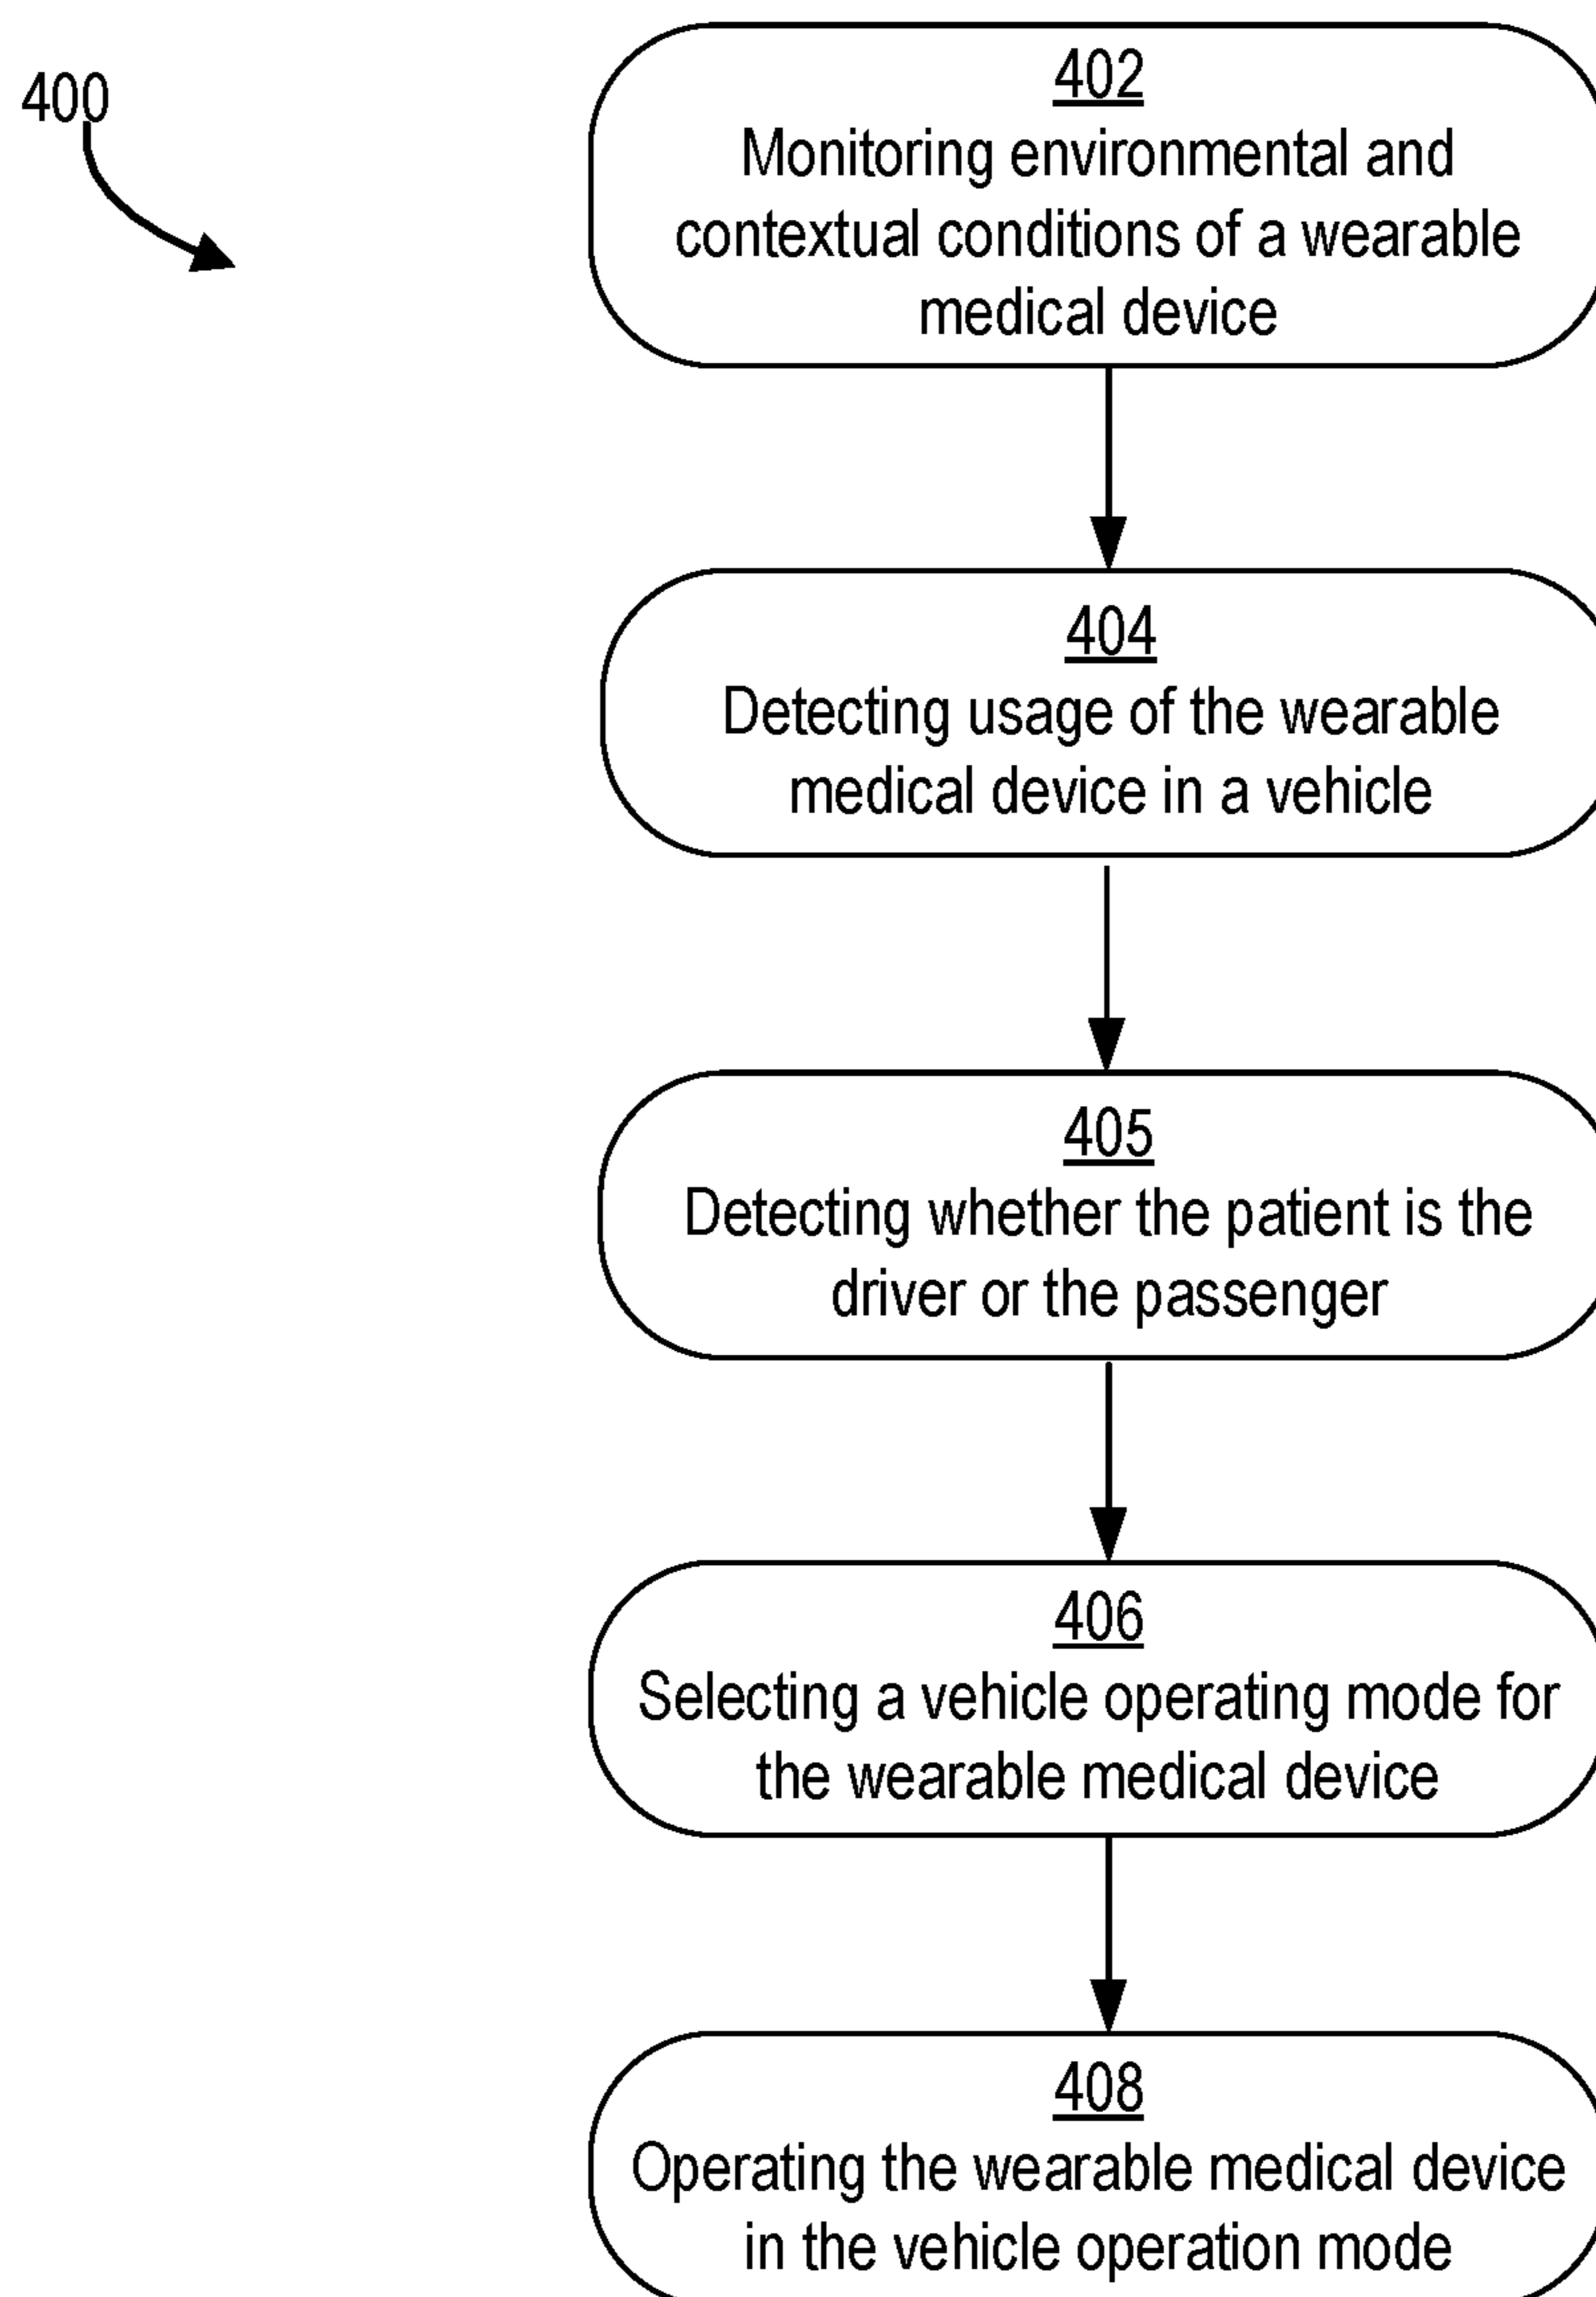 400
402
Monitoring environmental and
contextual conditions of a wearable
medical device
404
Detecting usage of the wearable
medical device in a vehicle
405
Detecting whether the patient is the
driver or the passenger
406
Selecting a vehicle operating mode for
the wearable medical device
408
Operating the wearable medical device
in the vehicle operation mode